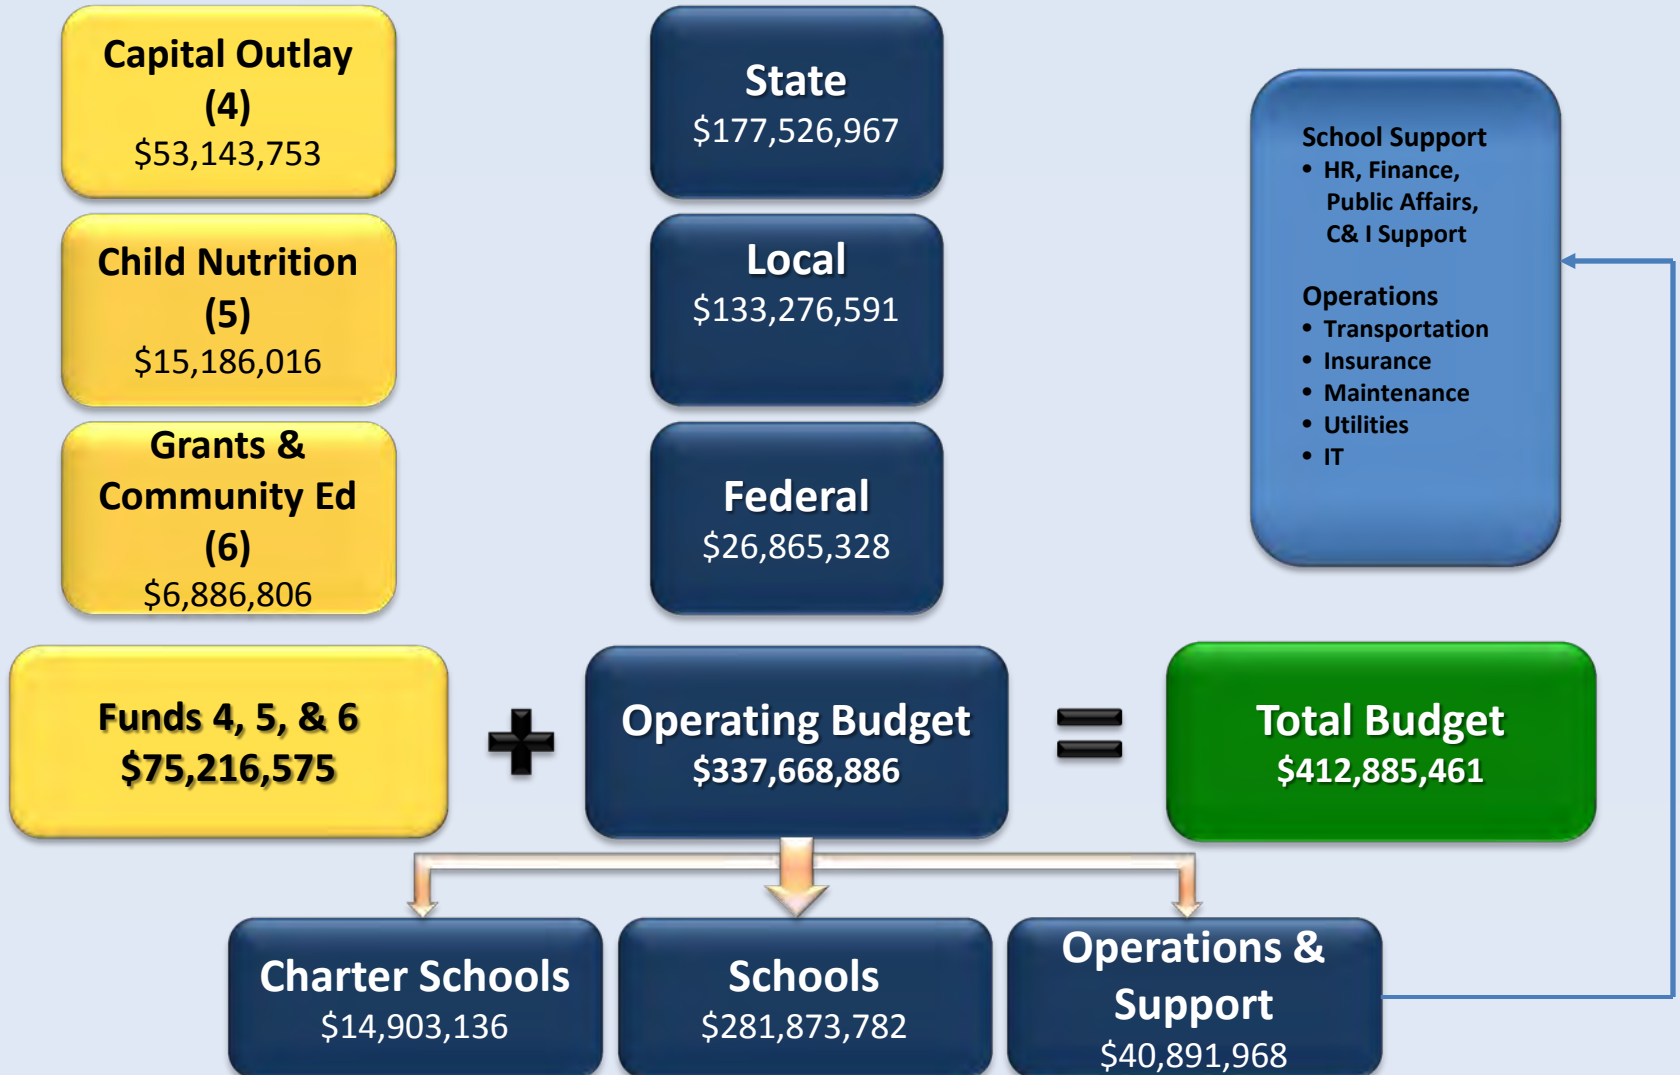 Capital Outlay
(4)
$53,143,753
Child Nutrition
(5)
$15,186,016
Grants &
Community Ed
(6)
$6,886,806
State
$177,526,967
Local
$133,276,591
Federal
$26,865,328
School Support
• HR, Finance,
Public Affairs,
C& I Support
Operations
• Transportation
• Insurance
• Maintenance
• Utilities
• IT
Funds 4, 5, & 6
$75,216,575
+
Operating Budget
$337,668,886
=
Total Budget
$412,885,461
Charter Schools
$14,903,136
Schools
$281,873,782
Operations &
Support
$40,891,968